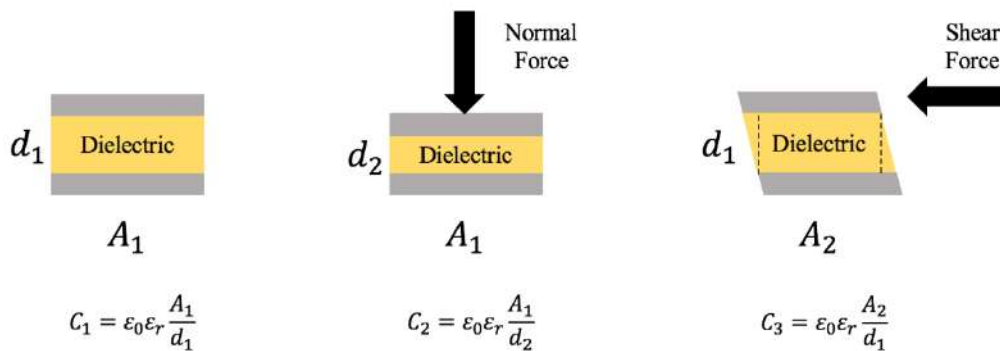 Normal
Force
Shear
Force
d₁ Dielectric
d₂ Dielectric
d₁ Dielectric
A₁
A₁
A₂
C₁ = ε₀εᵣ A₁/d₁
C₂ = ε₀εᵣ A₁/d₂
C₃ = ε₀εᵣ A₂/d₁